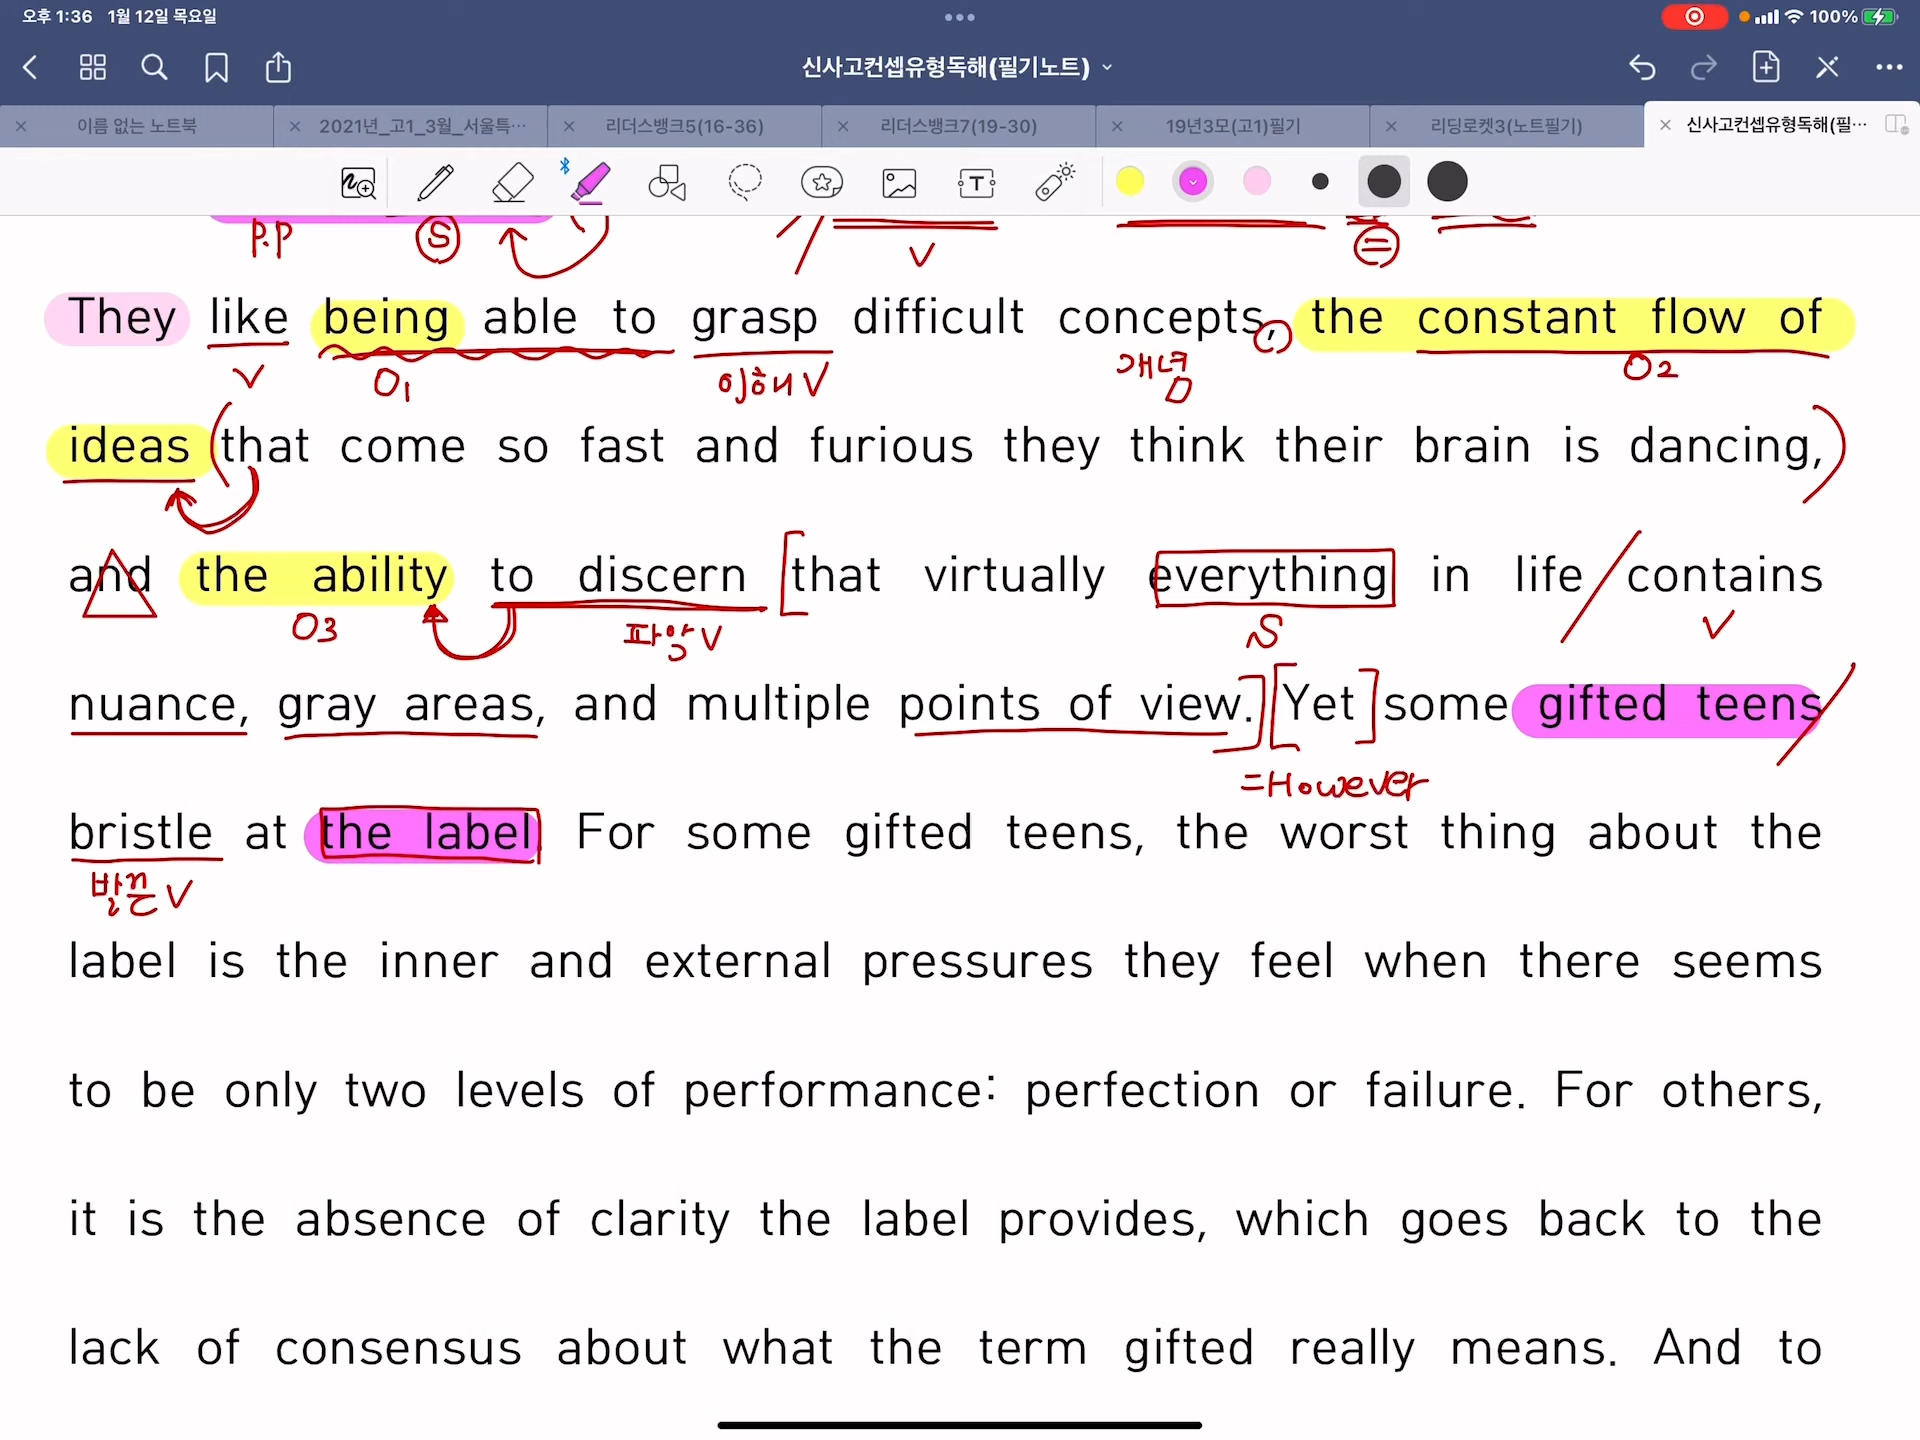 오후 1:36 1월 12일 목요일 100%
신사고컨셉유형독해(필기노트)
이름 없는 노트북 2021년_고1_3월_서울특… 리더스뱅크5(16-36) 리더스뱅크7(19-30) 19년3모(고1)필기 리딩로켓3(노트필기) 신사고컨셉유형독해(필…
P.P S V =
They like being able to grasp difficult concepts, the constant flow of
V O1 이해 V 개념 O2
ideas (that come so fast and furious they think their brain is dancing,)
and the ability to discern [that virtually everything in life / contains
O3 파악 V S V
nuance, gray areas, and multiple points of view.] [Yet] some gifted teens /
=However
bristle at the label. For some gifted teens, the worst thing about the
발끈 V
label is the inner and external pressures they feel when there seems
to be only two levels of performance: perfection or failure. For others,
it is the absence of clarity the label provides, which goes back to the
lack of consensus about what the term gifted really means. And to